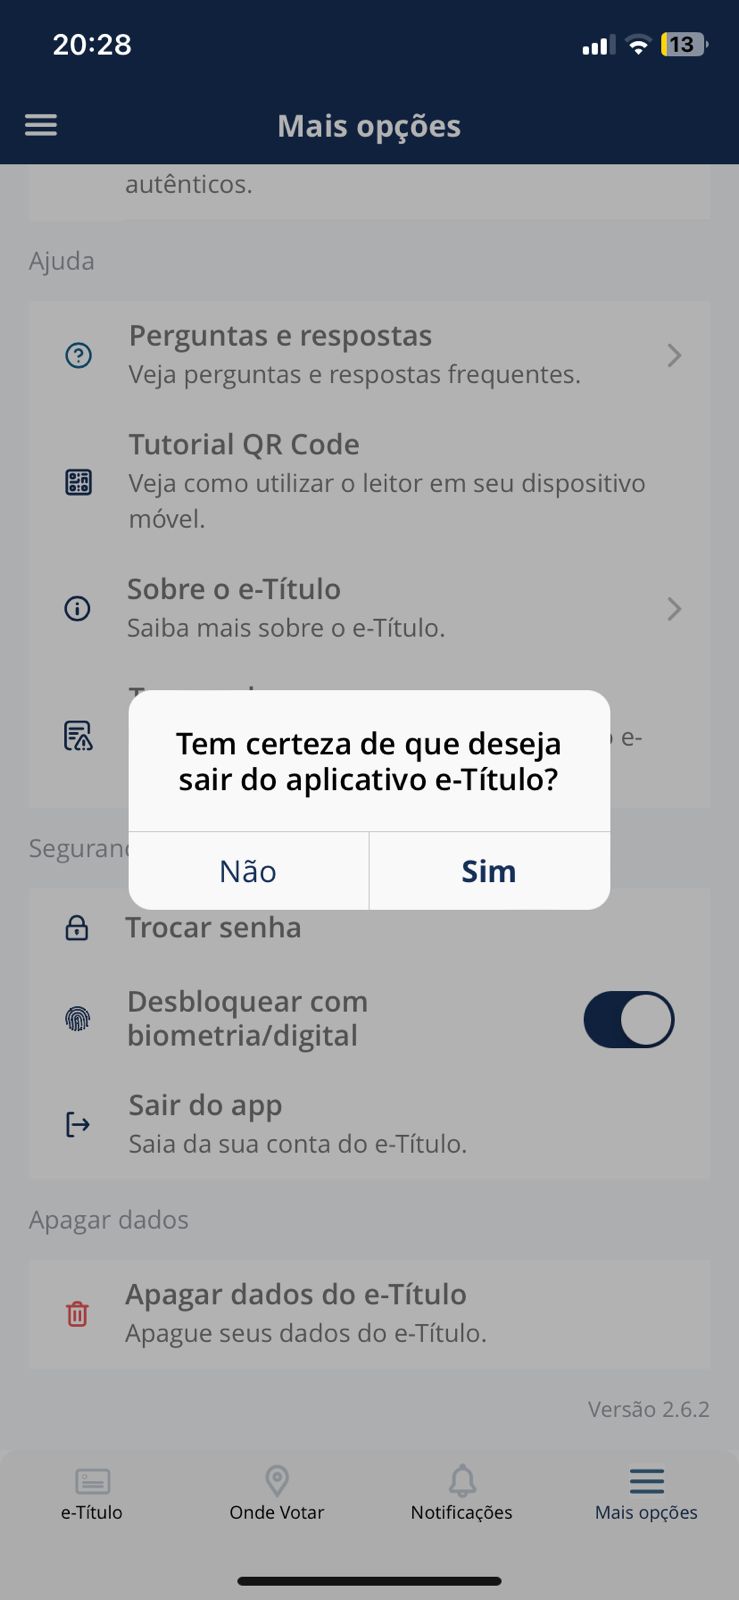 20:28
13
Mais opções
autênticos.
Ajuda
Perguntas e respostas
Veja perguntas e respostas frequentes.
Tutorial QR Code
Veja como utilizar o leitor em seu dispositivo
móvel.
Sobre o e-Título
Saiba mais sobre o e-Título.
e-
Tem certeza de que deseja
sair do aplicativo e-Título?
Não
Sim
Trocar senha
Desbloquear com
biometria/digital
Sair do app
Saia da sua conta do e-Título.
Apagar dados
Apagar dados do e-Título
Apague seus dados do e-Título.
Versão 2.6.2
e-Título
Onde Votar
Notificações
Mais opções